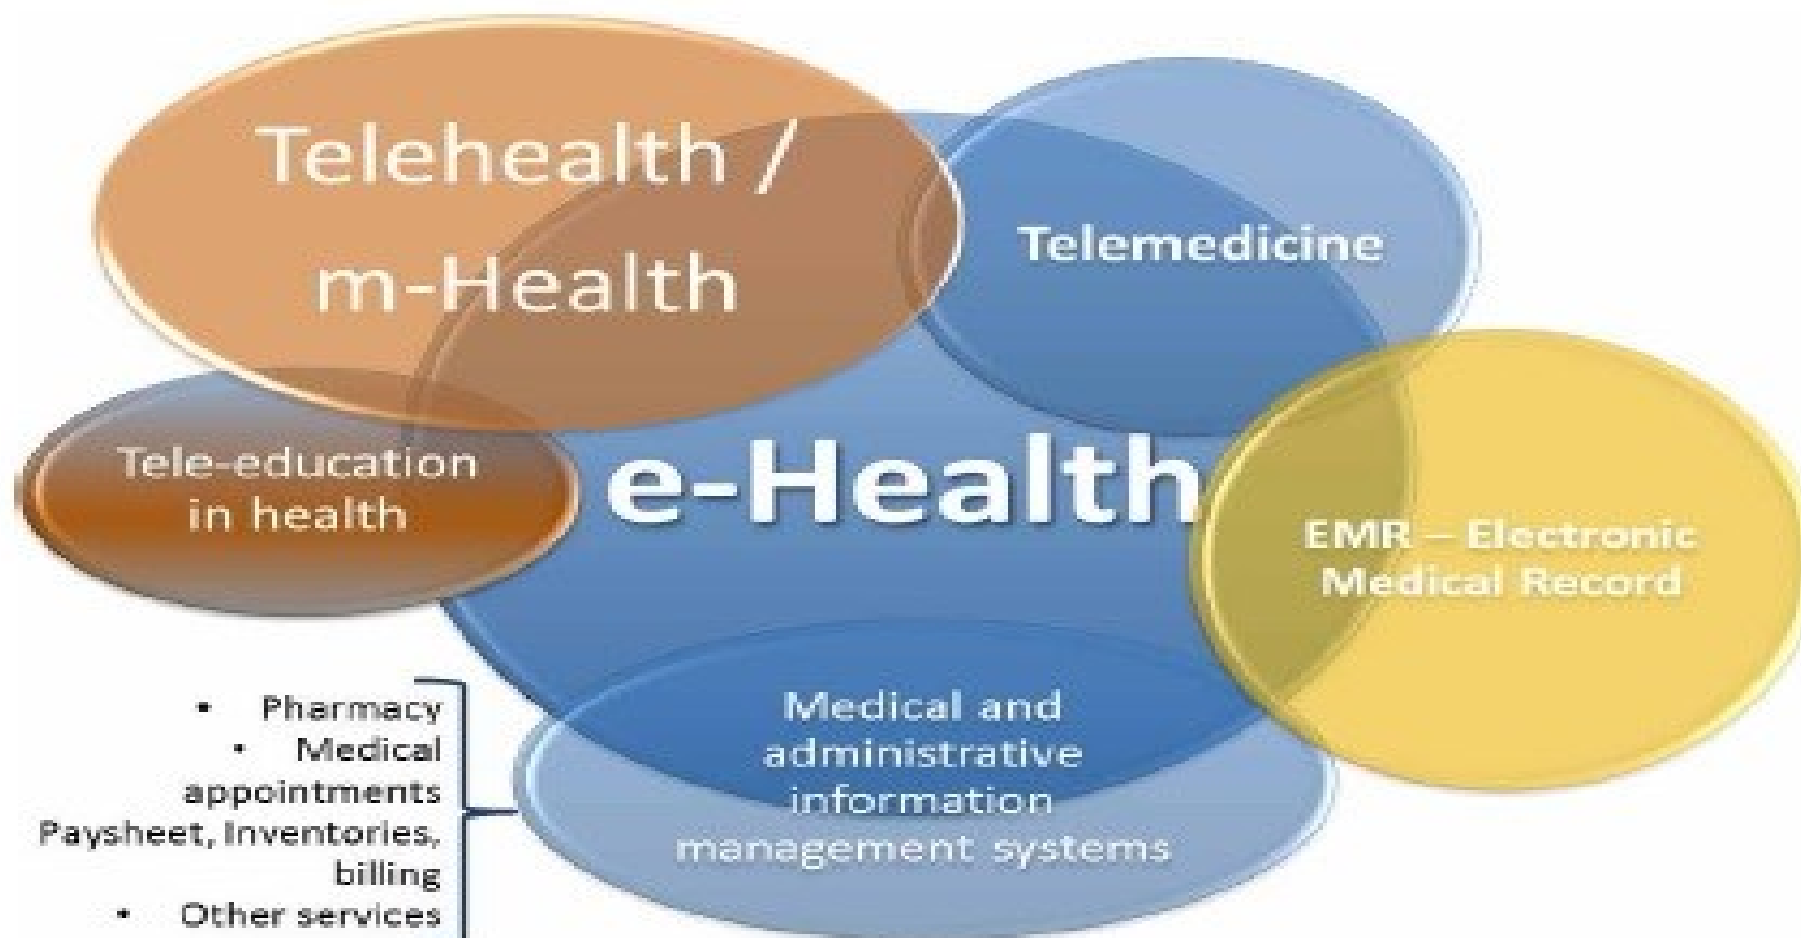 Telehealth /
m-Health
Telemedicine
Tele-education
in health
e-Health
EMR – Electronic
Medical Record
Medical and
administrative
information
management systems
• Pharmacy
• Medical
appointments
Paysheet, Inventories,
billing
• Other services